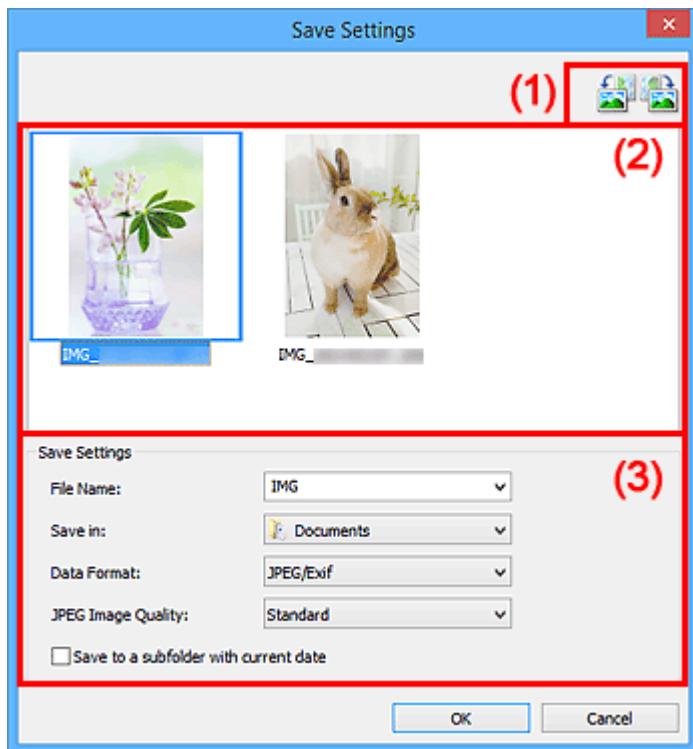 Save Settings
(1)
(2)
IMG_
IMG_
Save Settings
(3)
File Name: IMG
Save in: Documents
Data Format: JPEG/Exif
JPEG Image Quality: Standard
Save to a subfolder with current date
OK Cancel